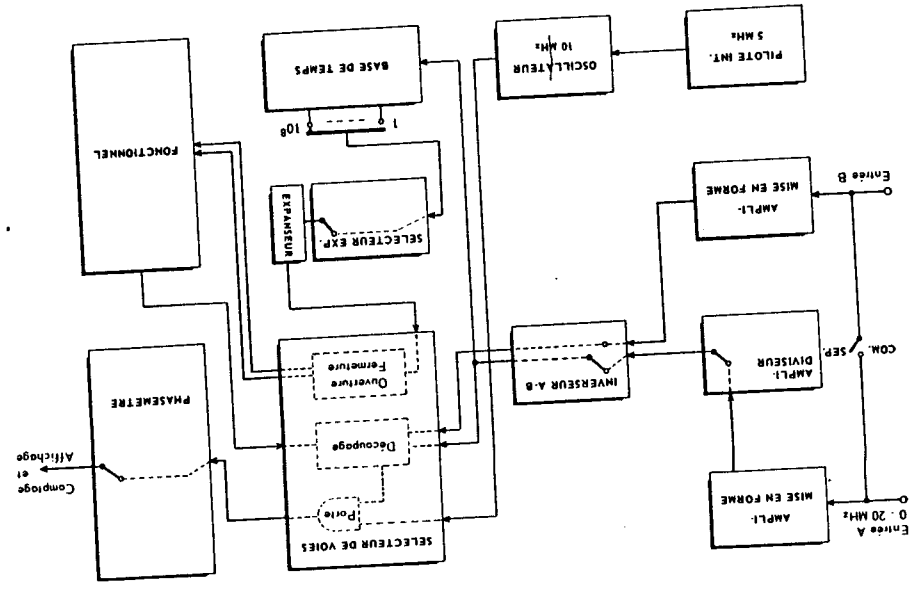 Entrée A
0 - 20 MHz
AMPLI-
MISE EN FORME
SELECTEUR DE VOIES
Porte
Découpage
Ouverture
Fermeture
PHASEMETRE
Comptage
et
Affichage
COM.
SEP.
AMPLI-
DIVISEUR
INVERSEUR A-B
Entrée B
AMPLI-
MISE EN FORME
SELECTEUR EXP.
EXPANSEUR
FONCTIONNEL
1
10⁸
PILOTE INT.
5 MHz
OSCILLATEUR
10 MHz
BASE DE TEMPS